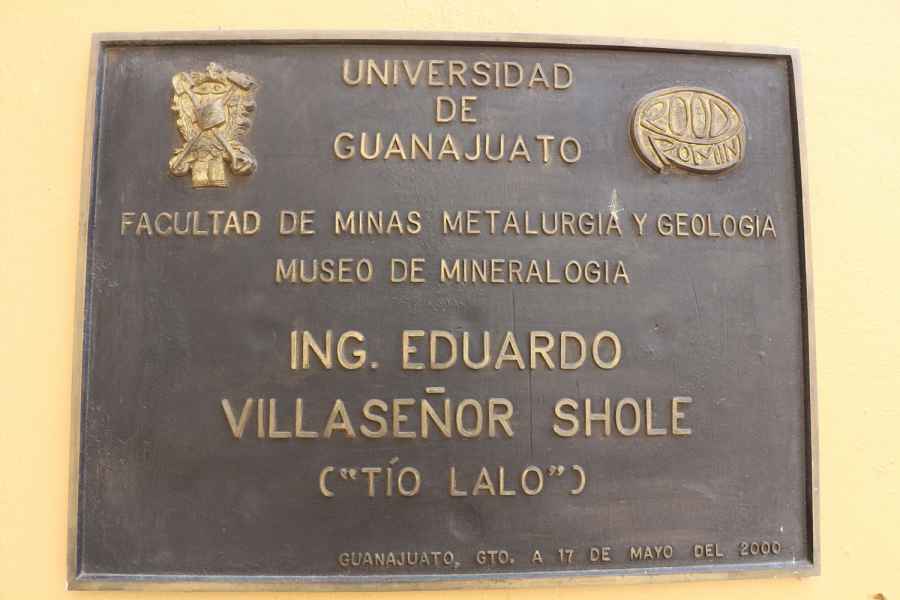 UNIVERSIDAD
DE
GUANAJUATO
FACULTAD DE MINAS METALURGIA Y GEOLOGIA
MUSEO DE MINERALOGIA
ING. EDUARDO
VILLASEÑOR SHOLE
("TÍO LALO")
GUANAJUATO, GTO. A 17 DE MAYO DEL 2000